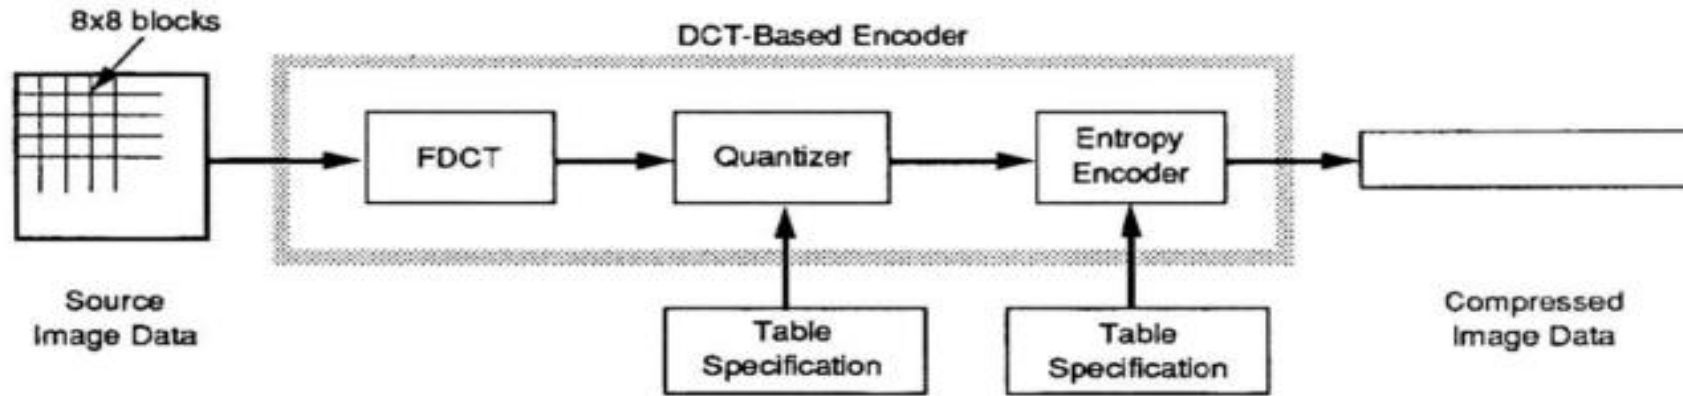 8x8 blocks
DCT-Based Encoder
FDCT
Quantizer
Entropy
Encoder
Source
Image Data
Table
Specification
Table
Specification
Compressed
Image Data